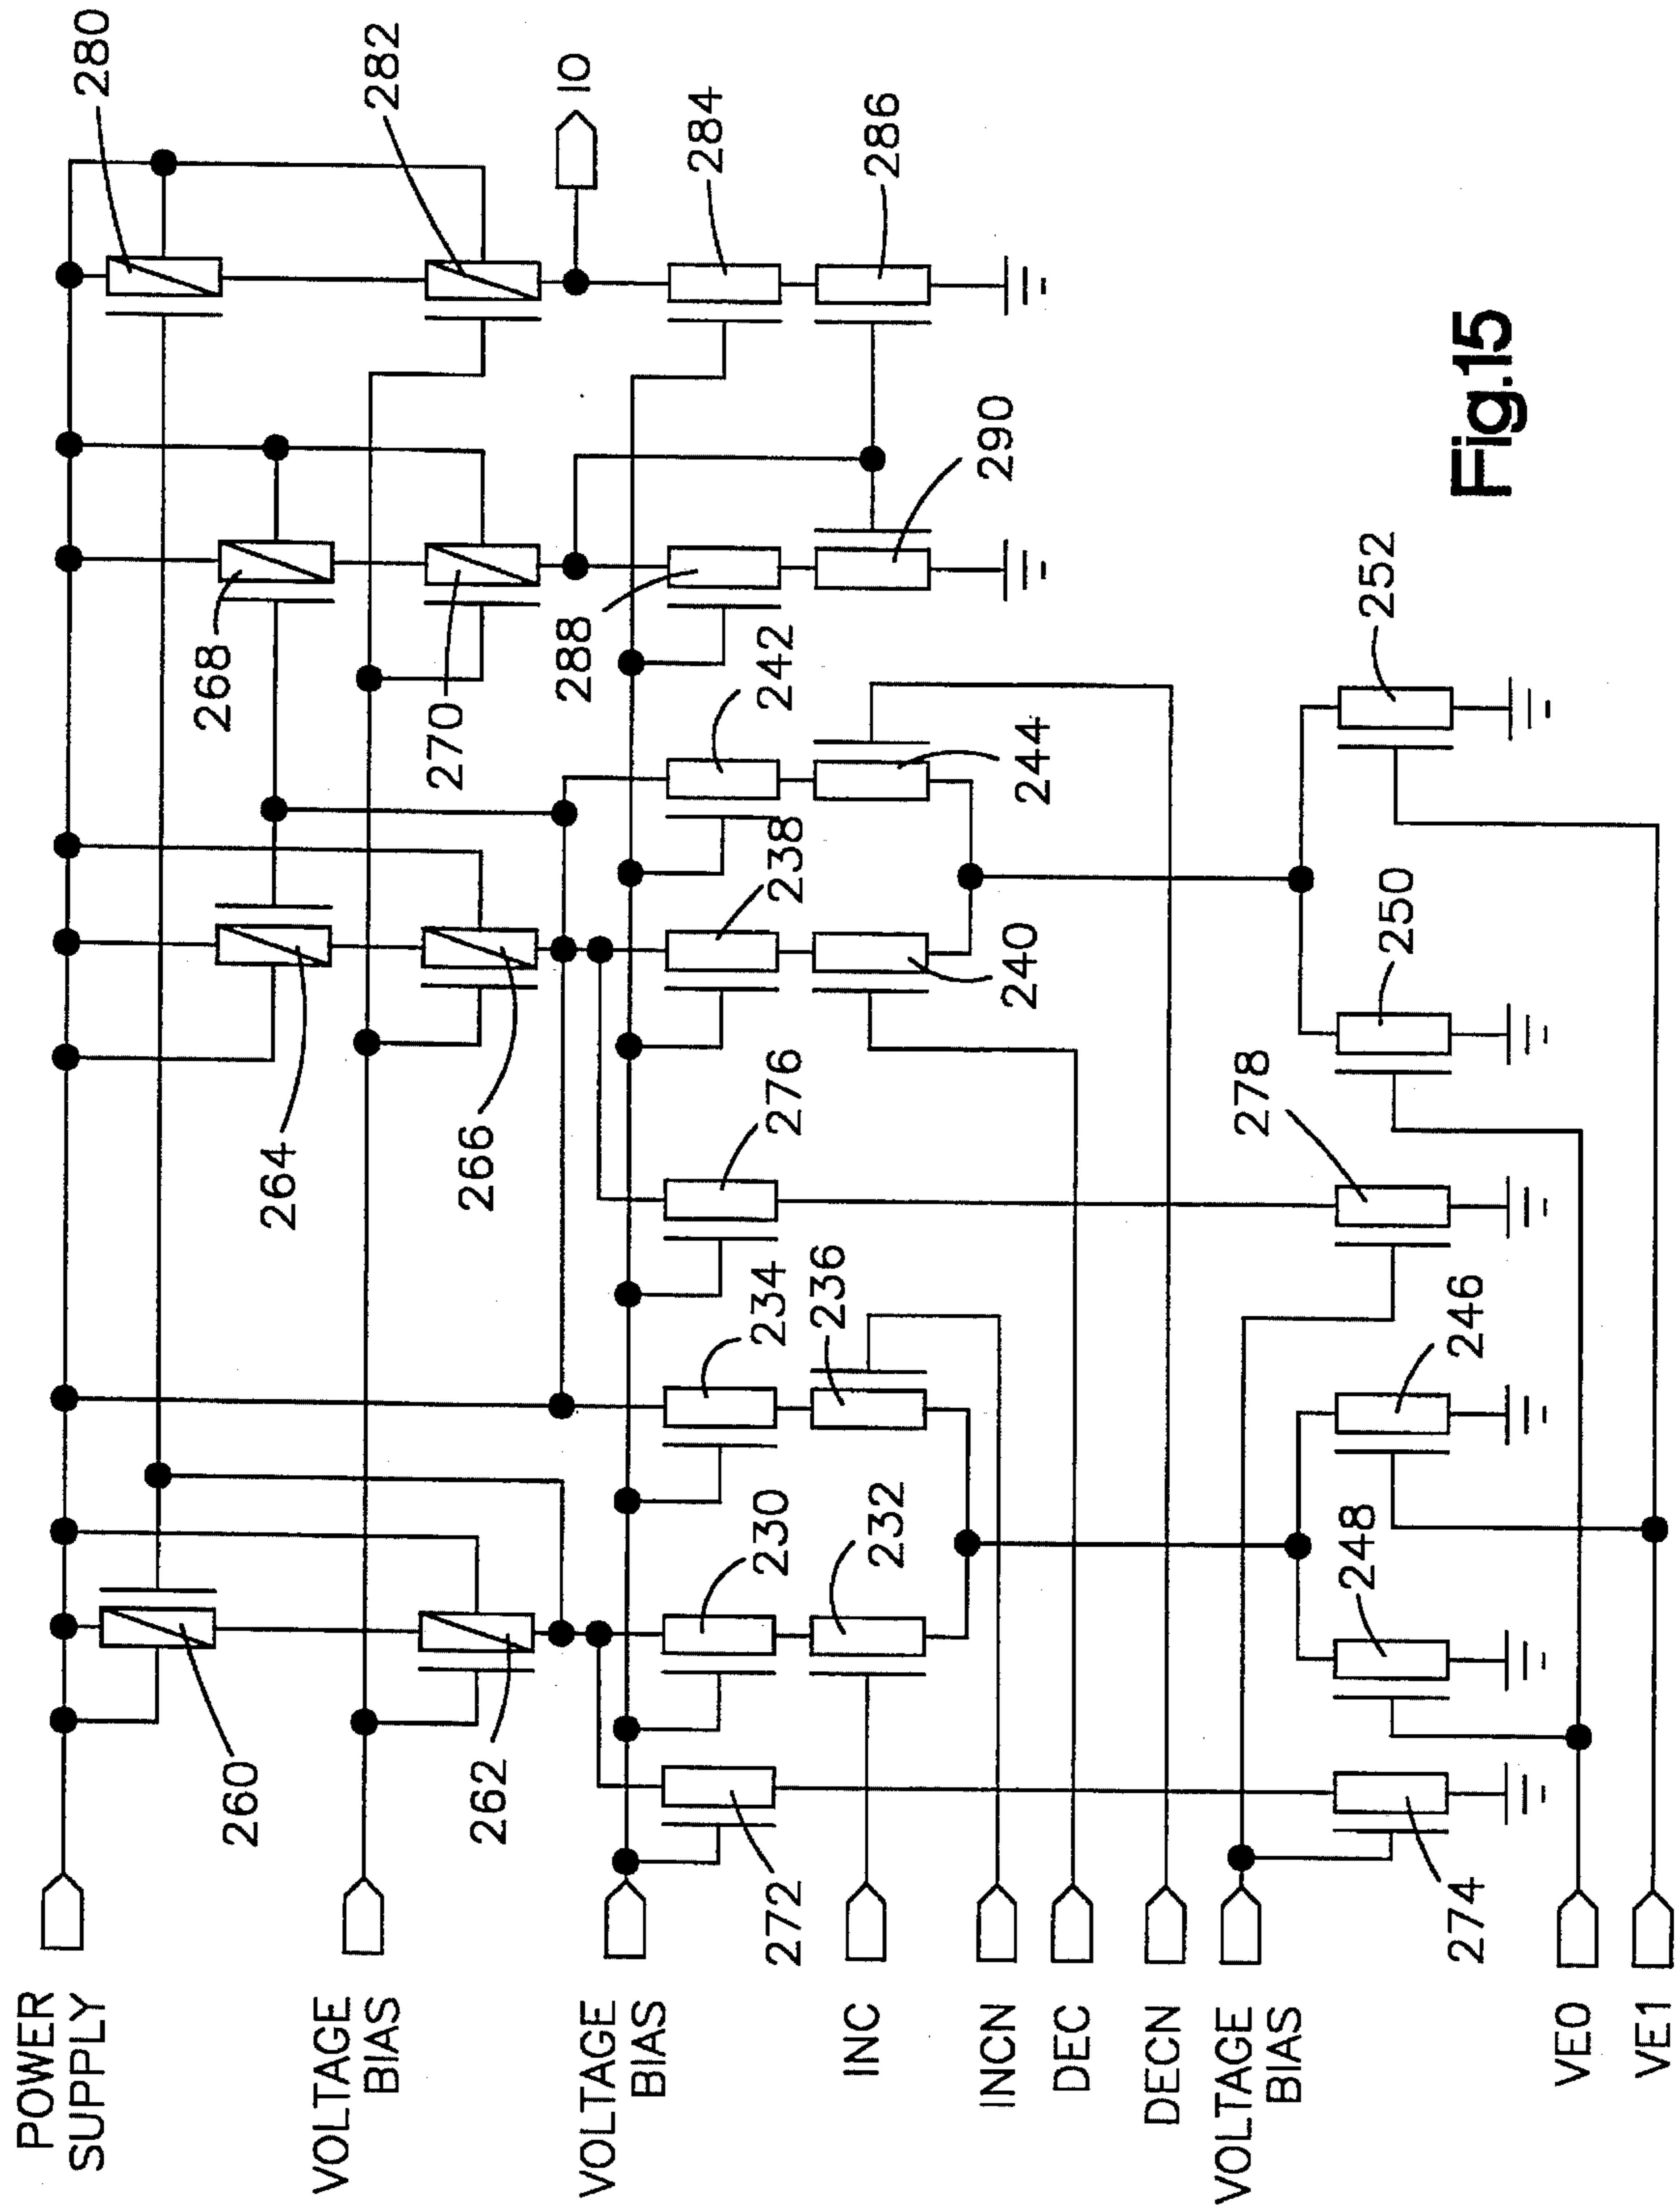 POWER
SUPPLY
VOLTAGE
BIAS
VOLTAGE
BIAS
INC
INCN
DEC
DECN
VOLTAGE
BIAS
VE0
VE1
260
262
272
230
232
234
236
274
248
246
264
266
276
278
238
240
242
244
250
252
268
270
288
290
280
282
IO
284
286
Fig.15